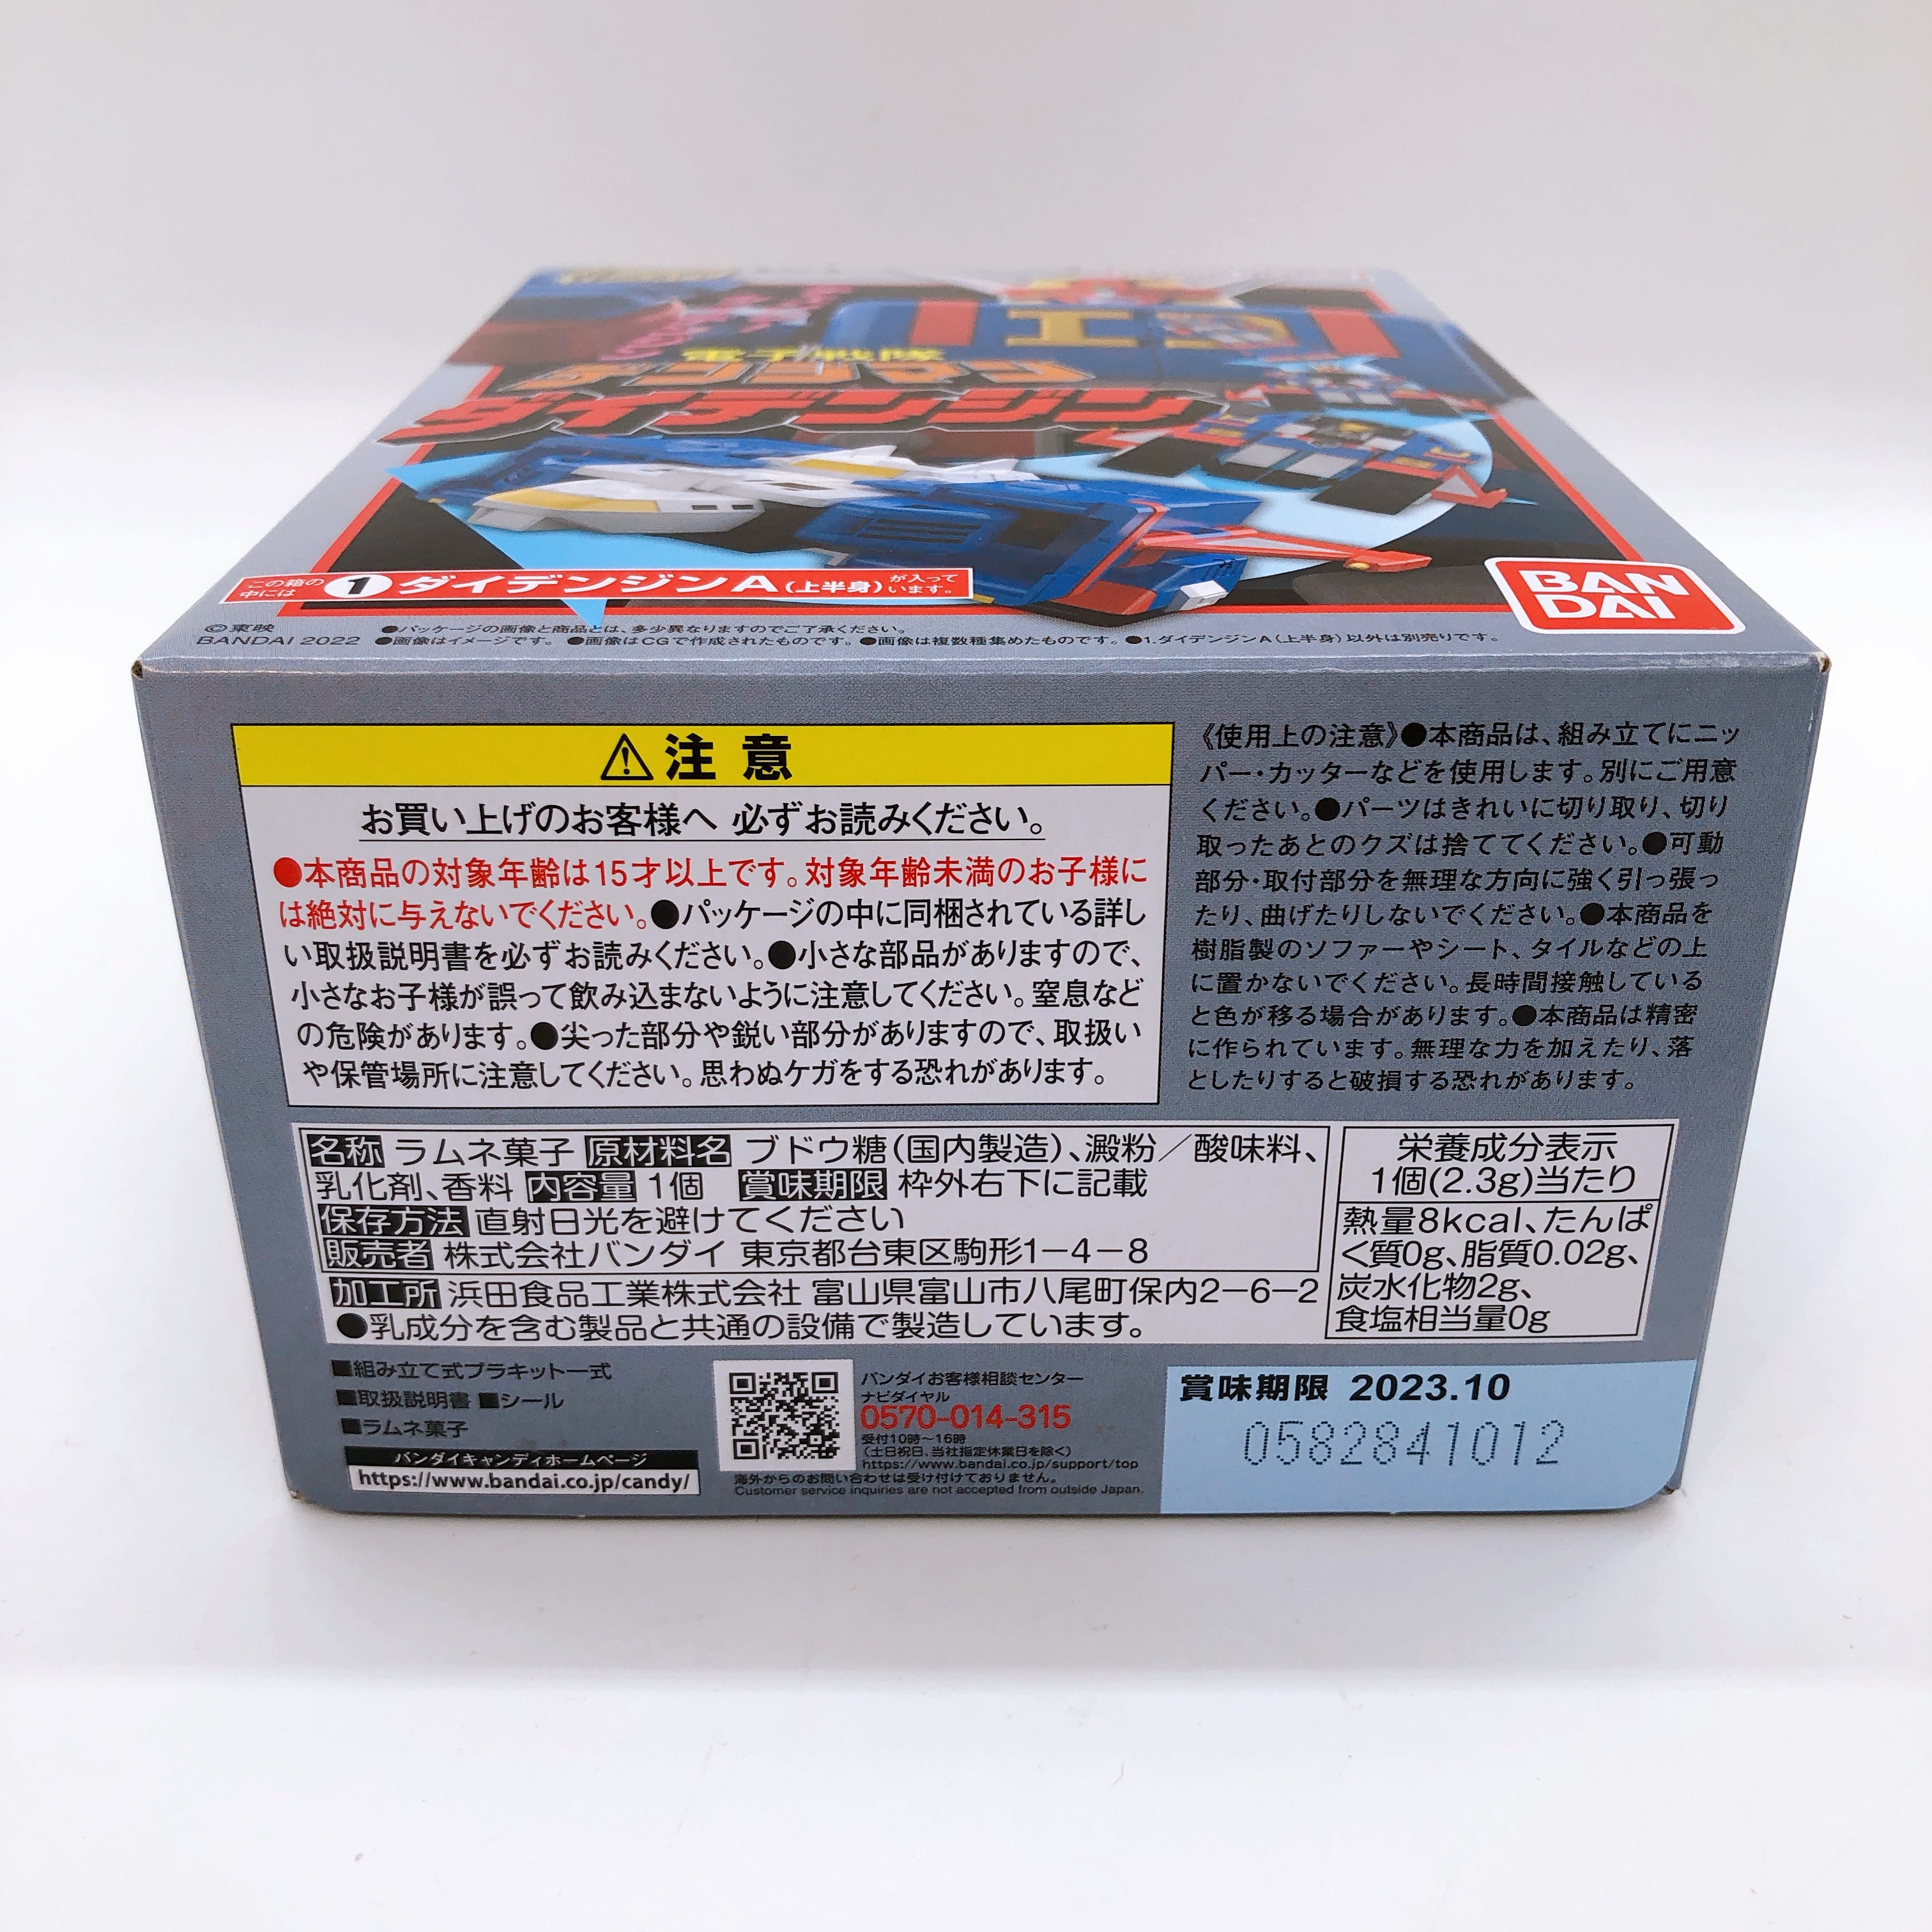 電子戦隊
デンジマン
ダイデンジン
この箱の
中には
1 ダイデンジンA(上半身)
が入って
います。
BAN
DAI
©東映
BANDAI 2022
●パッケージの画像と商品とは、多少異なりますのでご了承ください。
●画像はイメージです。 ●画像はCGで作成されたものです。 ●画像は複数種集めたものです。 ●1.ダイデンジンA(上半身)以外は別売りです。
⚠注意
お買い上げのお客様へ 必ずお読みください。
●本商品の対象年齢は15才以上です。対象年齢未満のお子様に
は絶対に与えないでください。●パッケージの中に同梱されている詳し
い取扱説明書を必ずお読みください。●小さな部品がありますので、
小さなお子様が誤って飲み込まないように注意してください。窒息など
の危険があります。●尖った部分や鋭い部分がありますので、取扱い
や保管場所に注意してください。思わぬケガをする恐れがあります。
《使用上の注意》●本商品は、組み立てにニッ
パー・カッターなどを使用します。別にご用意
ください。●パーツはきれいに切り取り、切り
取ったあとのクズは捨ててください。●可動
部分・取付部分を無理な方向に強く引っ張っ
たり、曲げたりしないでください。●本商品を
樹脂製のソファーやシート、タイルなどの上
に置かないでください。長時間接触している
と色が移る場合があります。●本商品は精密
に作られています。無理な力を加えたり、落
としたりすると破損する恐れがあります。
名称 ラムネ菓子 原材料名 ブドウ糖(国内製造)、澱粉／酸味料、
乳化剤、香料 内容量 1個 賞味期限 枠外右下に記載
保存方法 直射日光を避けてください
販売者 株式会社バンダイ 東京都台東区駒形1－4－8
加工所 浜田食品工業株式会社 富山県富山市八尾町保内2－6－2
●乳成分を含む製品と共通の設備で製造しています。
栄養成分表示
1個(2.3g)当たり
熱量8kcal、たんぱ
く質0g、脂質0.02g、
炭水化物2g、
食塩相当量0g
■組み立て式プラキット一式
■取扱説明書 ■シール
■ラムネ菓子
バンダイキャンディホームページ
https://www.bandai.co.jp/candy/
バンダイお客様相談センター
ナビダイヤル
0570-014-315
受付10時～16時
(土日祝日、当社指定休業日を除く)
https://www.bandai.co.jp/support/top
海外からのお問い合わせは受け付けておりません。
Customer service inquiries are not accepted from outside Japan.
賞味期限 2023.10
0582841012